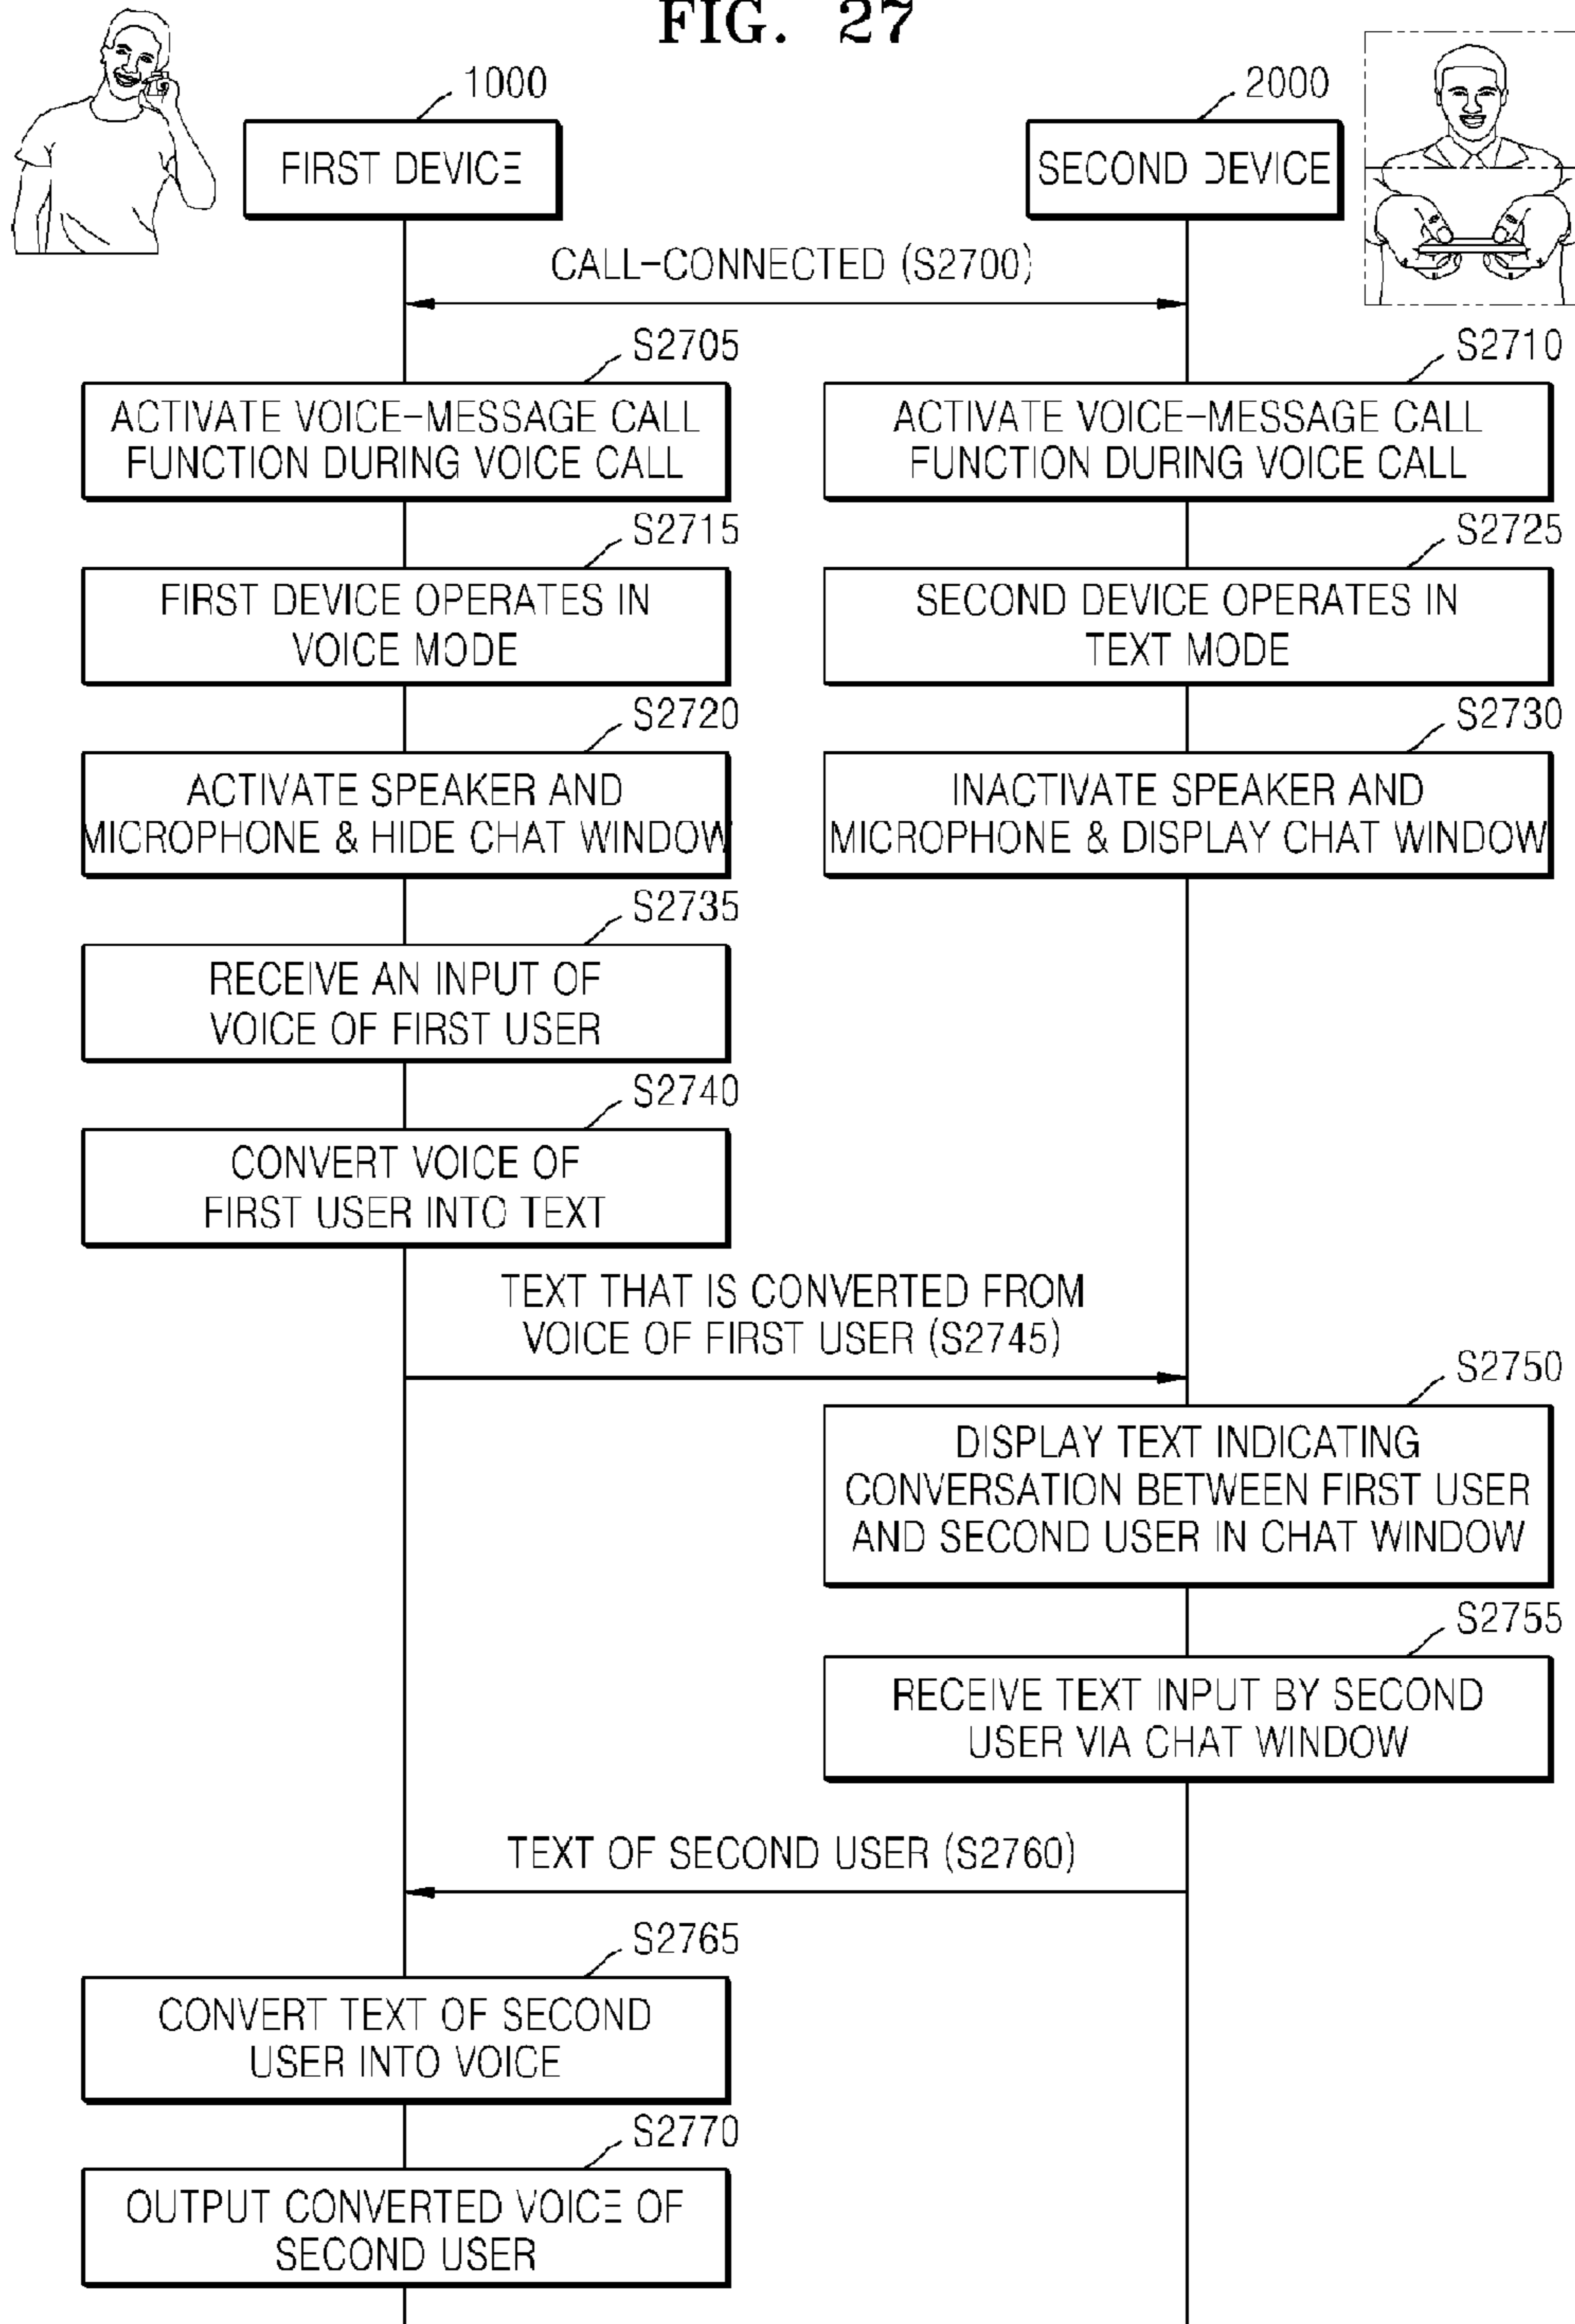 FIG. 27
1000
2000
FIRST DEVICE
SECOND DEVICE
CALL-CONNECTED (S2700)
S2705
S2710
ACTIVATE VOICE-MESSAGE CALL
FUNCTION DURING VOICE CALL
ACTIVATE VOICE-MESSAGE CALL
FUNCTION DURING VOICE CALL
S2715
S2725
FIRST DEVICE OPERATES IN
VOICE MODE
SECOND DEVICE OPERATES IN
TEXT MODE
S2720
S2730
ACTIVATE SPEAKER AND
MICROPHONE & HIDE CHAT WINDOW
INACTIVATE SPEAKER AND
MICROPHONE & DISPLAY CHAT WINDOW
S2735
RECEIVE AN INPUT OF
VOICE OF FIRST USER
S2740
CONVERT VOICE OF
FIRST USER INTO TEXT
TEXT THAT IS CONVERTED FROM
VOICE OF FIRST USER (S2745)
S2750
DISPLAY TEXT INDICATING
CONVERSATION BETWEEN FIRST USER
AND SECOND USER IN CHAT WINDOW
S2755
RECEIVE TEXT INPUT BY SECOND
USER VIA CHAT WINDOW
TEXT OF SECOND USER (S2760)
S2765
CONVERT TEXT OF SECOND
USER INTO VOICE
S2770
OUTPUT CONVERTED VOICE OF
SECOND USER